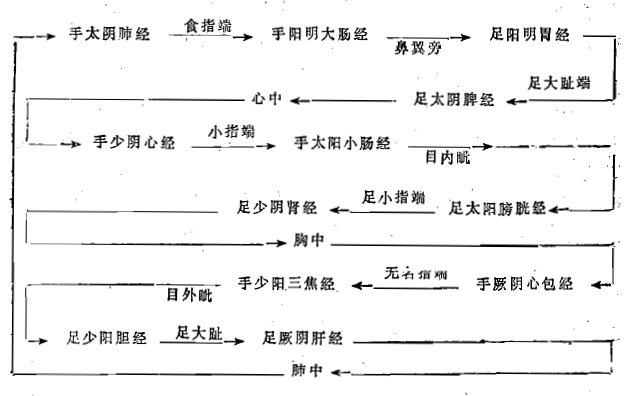 手太阴肺经 食指端 手阳明大肠经 鼻翼旁 足阳明胃经
心中 足太阴脾经 足大趾端
手少阴心经 小指端 手太阳小肠经 目内眦
足少阴肾经 足小指端 足太阳膀胱经
胸中
目外眦 手少阳三焦经 无名指端 手厥阴心包经
足少阳胆经 足大趾 足厥阴肝经
肺中